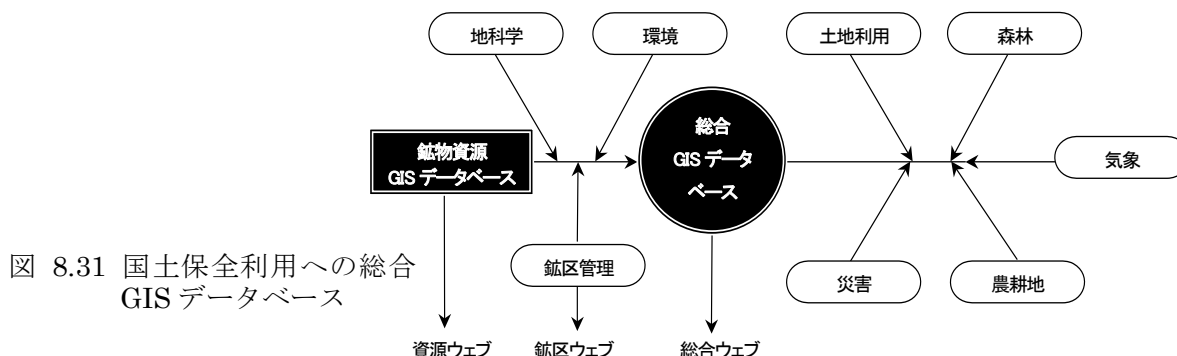 地科学
環境
土地利用
森林
鉱物資源
GIS データベース
総合
GIS データ
ベース
気象
鉱区管理
災害
農耕地
図 8.31 国土保全利用への総合
GIS データベース
資源ウェブ
鉱区ウェブ
総合ウェブ